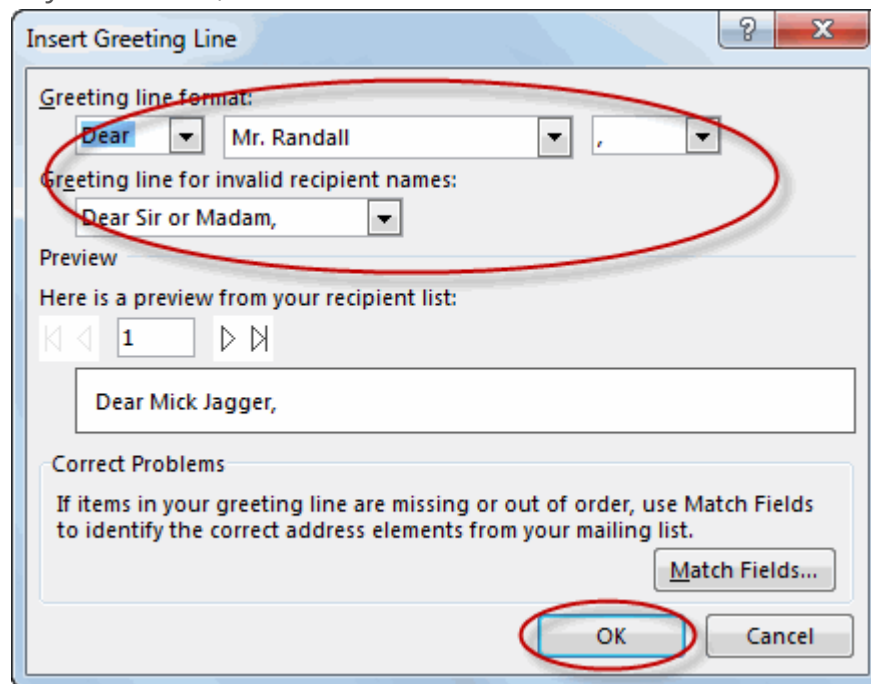 Insert Greeting Line
Greeting line format:
Dear Mr. Randall ,
Greeting line for invalid recipient names:
Dear Sir or Madam,
Preview
Here is a preview from your recipient list:
1
Dear Mick Jagger,
Correct Problems
If items in your greeting line are missing or out of order, use Match Fields
to identify the correct address elements from your mailing list.
Match Fields...
OK Cancel